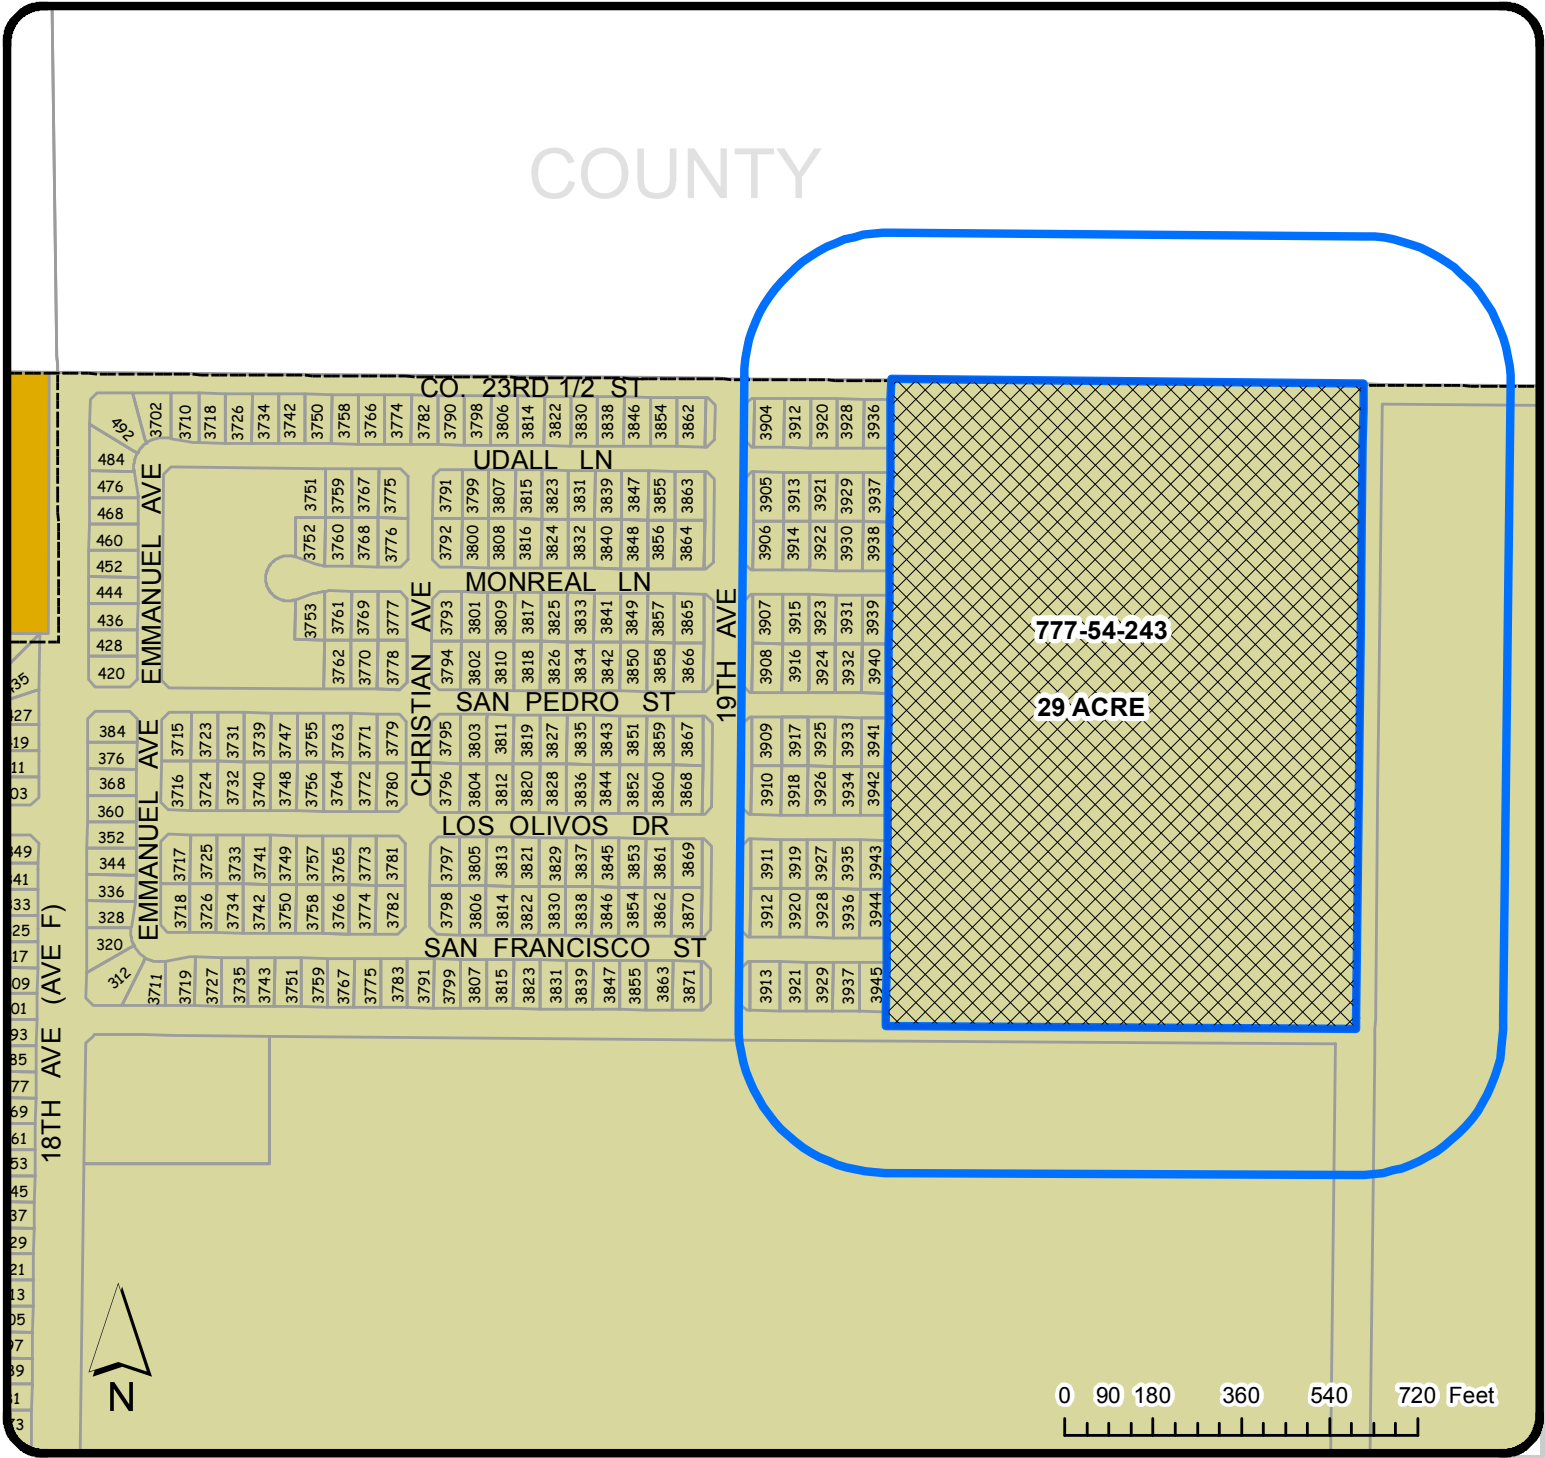 COUNTY
CO. 23RD 1/2 ST
492
3702 3710 3718 3726 3734 3742 3750 3758 3766 3774 3782 3790 3798 3806 3814 3822 3830 3838 3846 3854 3862
3904 3912 3920 3928 3936
UDALL LN
484
476
468
460
452
444
436
428
420
EMMANUEL AVE
3751 3759 3767 3775
3791 3799 3807 3815 3823 3831 3839 3847 3855 3863
3905 3913 3921 3929 3937
3752 3760 3768 3776
3792 3800 3808 3816 3824 3832 3840 3848 3856 3864
3906 3914 3922 3930 3938
MONREAL LN
CHRISTIAN AVE
19TH AVE
3753 3761 3769 3777
3793 3801 3809 3817 3825 3833 3841 3849 3857 3865
3907 3915 3923 3931 3939
3762 3770 3778
3794 3802 3810 3818 3826 3834 3842 3850 3858 3866
3908 3916 3924 3932 3940
777-54-243
29 ACRE
SAN PEDRO ST
384
376
368
360
352
344
336
328
320
312
EMMANUEL AVE
3715 3723 3731 3739 3747 3755 3763 3771 3779
3795 3803 3811 3819 3827 3835 3843 3851 3859 3867
3909 3917 3925 3933 3941
3716 3724 3732 3740 3748 3756 3764 3772 3780
3796 3804 3812 3820 3828 3836 3844 3852 3860 3868
3910 3918 3926 3934 3942
LOS OLIVOS DR
3717 3725 3733 3741 3749 3757 3765 3773 3781
3797 3805 3813 3821 3829 3837 3845 3853 3861 3869
3911 3919 3927 3935 3943
3718 3726 3734 3742 3750 3758 3766 3774 3782
3798 3806 3814 3822 3830 3838 3846 3854 3862 3870
3912 3920 3928 3936 3944
SAN FRANCISCO ST
3711 3719 3727 3735 3743 3751 3759 3767 3775 3783 3791 3799 3807 3815 3823 3831 3839 3847 3855 3863 3871
3913 3921 3929 3937 3945
18TH AVE (AVE F)
N
0 90 180 360 540 720 Feet